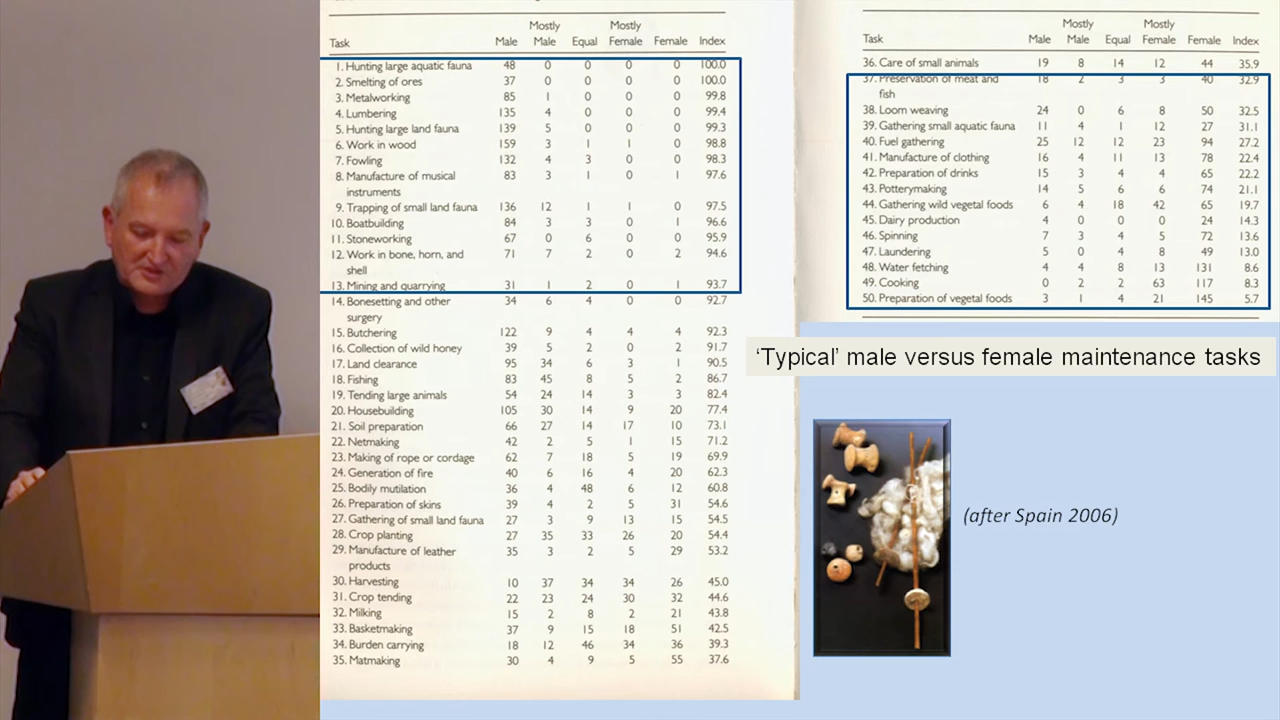 Task Male Mostly Male Equal Mostly Female Female Index
1. Hunting large aquatic fauna 48 0 0 0 0 100.0
2. Smelting of ores 37 0 0 0 0 100.0
3. Metalworking 85 1 0 0 0 99.8
4. Lumbering 135 4 0 0 0 99.4
5. Hunting large land fauna 139 5 0 0 0 99.3
6. Work in wood 159 3 1 1 0 98.8
7. Fowling 132 4 3 0 0 98.3
8. Manufacture of musical instruments 83 3 1 0 1 97.6
9. Trapping of small land fauna 136 12 1 1 0 97.5
10. Boatbuilding 84 3 3 0 1 96.6
11. Stoneworking 67 0 6 0 0 95.9
12. Work in bone, horn, and shell 71 7 2 0 2 94.6
13. Mining and quarrying 31 1 2 0 1 93.7
14. Bonesetting and other surgery 34 6 4 0 0 92.7
15. Butchering 122 9 4 4 4 92.3
16. Collection of wild honey 39 5 2 0 2 91.7
17. Land clearance 95 34 6 3 1 90.5
18. Fishing 83 45 8 5 2 86.7
19. Tending large animals 54 24 14 3 3 82.4
20. Housebuilding 105 30 14 9 20 77.4
21. Soil preparation 66 27 14 17 10 73.1
22. Netmaking 42 2 5 1 15 71.2
23. Making of rope or cordage 62 7 18 5 19 69.9
24. Generation of fire 40 6 16 4 20 62.3
25. Bodily mutilation 36 4 48 6 12 60.8
26. Preparation of skins 39 4 2 5 31 54.6
27. Gathering of small land fauna 27 3 9 13 15 54.5
28. Crop planting 27 35 33 26 20 54.4
29. Manufacture of leather products 35 3 2 5 29 53.2
30. Harvesting 10 37 34 34 26 45.0
31. Crop tending 22 23 24 30 32 44.6
32. Milking 15 2 8 2 21 43.8
33. Basketmaking 37 9 15 18 51 42.5
34. Burden carrying 18 12 46 34 36 39.3
35. Matmaking 30 4 9 5 55 37.6
Task Male Mostly Male Equal Mostly Female Female Index
36. Care of small animals 19 8 14 12 44 35.9
37. Preservation of meat and fish 18 2 3 3 40 32.9
38. Loom weaving 24 0 6 8 50 32.5
39. Gathering small aquatic fauna 11 4 1 12 27 31.1
40. Fuel gathering 25 12 12 23 94 27.2
41. Manufacture of clothing 16 4 11 13 78 22.4
42. Preparation of drinks 15 3 4 4 65 22.2
43. Potterymaking 14 5 6 6 74 21.1
44. Gathering wild vegetal foods 6 4 18 42 65 19.7
45. Dairy production 4 0 0 0 24 14.3
46. Spinning 7 3 4 5 72 13.6
47. Laundering 5 0 4 8 49 13.0
48. Water fetching 4 4 8 13 131 8.6
49. Cooking 0 2 2 63 117 8.3
50. Preparation of vegetal foods 3 1 4 21 145 5.7
‘Typical’ male versus female maintenance tasks
(after Spain 2006)